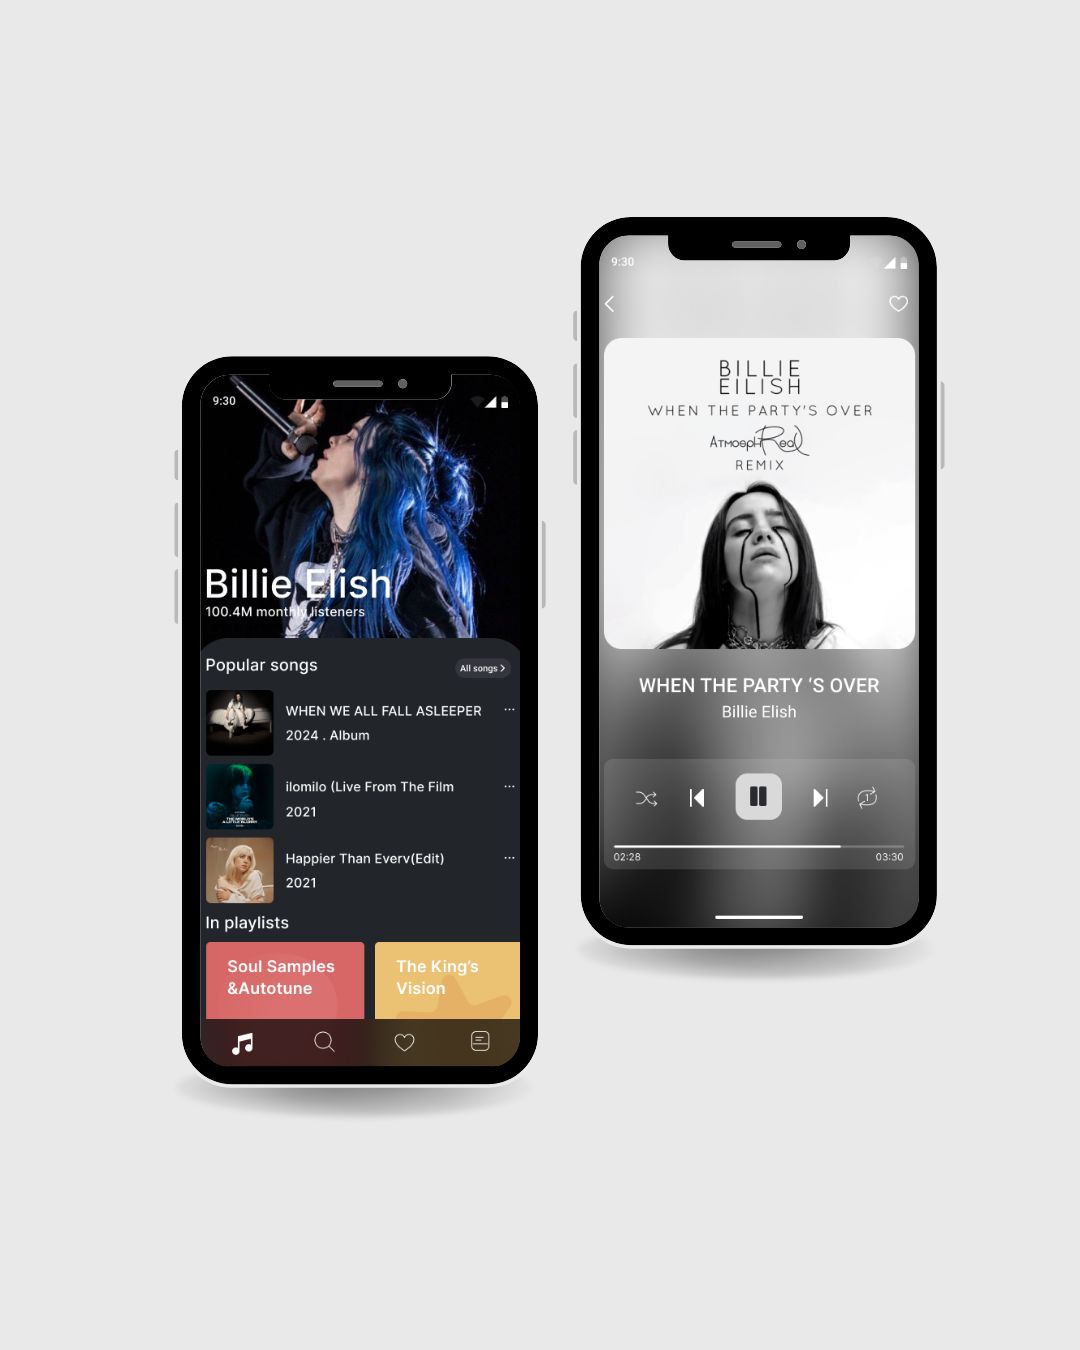 9:30
Billie Elish
100.4M monthly listeners
Popular songs
All songs
WHEN WE ALL FALL ASLEEPER
2024 . Album
ilomilo (Live From The Film
2021
Happier Than Everv(Edit)
2021
In playlists
Soul Samples
&Autotune
The King's
Vision
9:30
BILLIE
EILISH
WHEN THE PARTY'S OVER
AtmospHReal
REMIX
WHEN THE PARTY ‘S OVER
Billie Elish
1
02:28
03:30